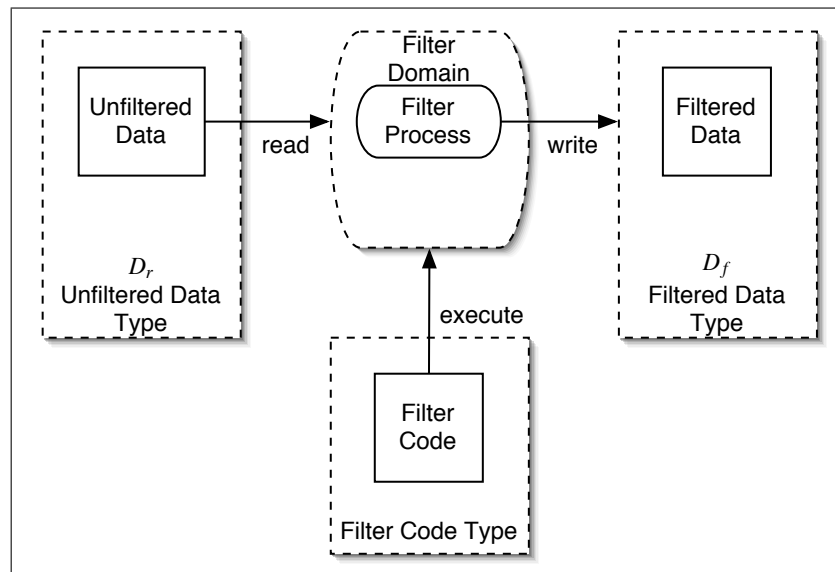 Unfiltered
Data
read
Filter
Domain
Filter
Process
write
Filtered
Data
D_r
Unfiltered Data
Type
D_f
Filtered Data
Type
execute
Filter
Code
Filter Code Type